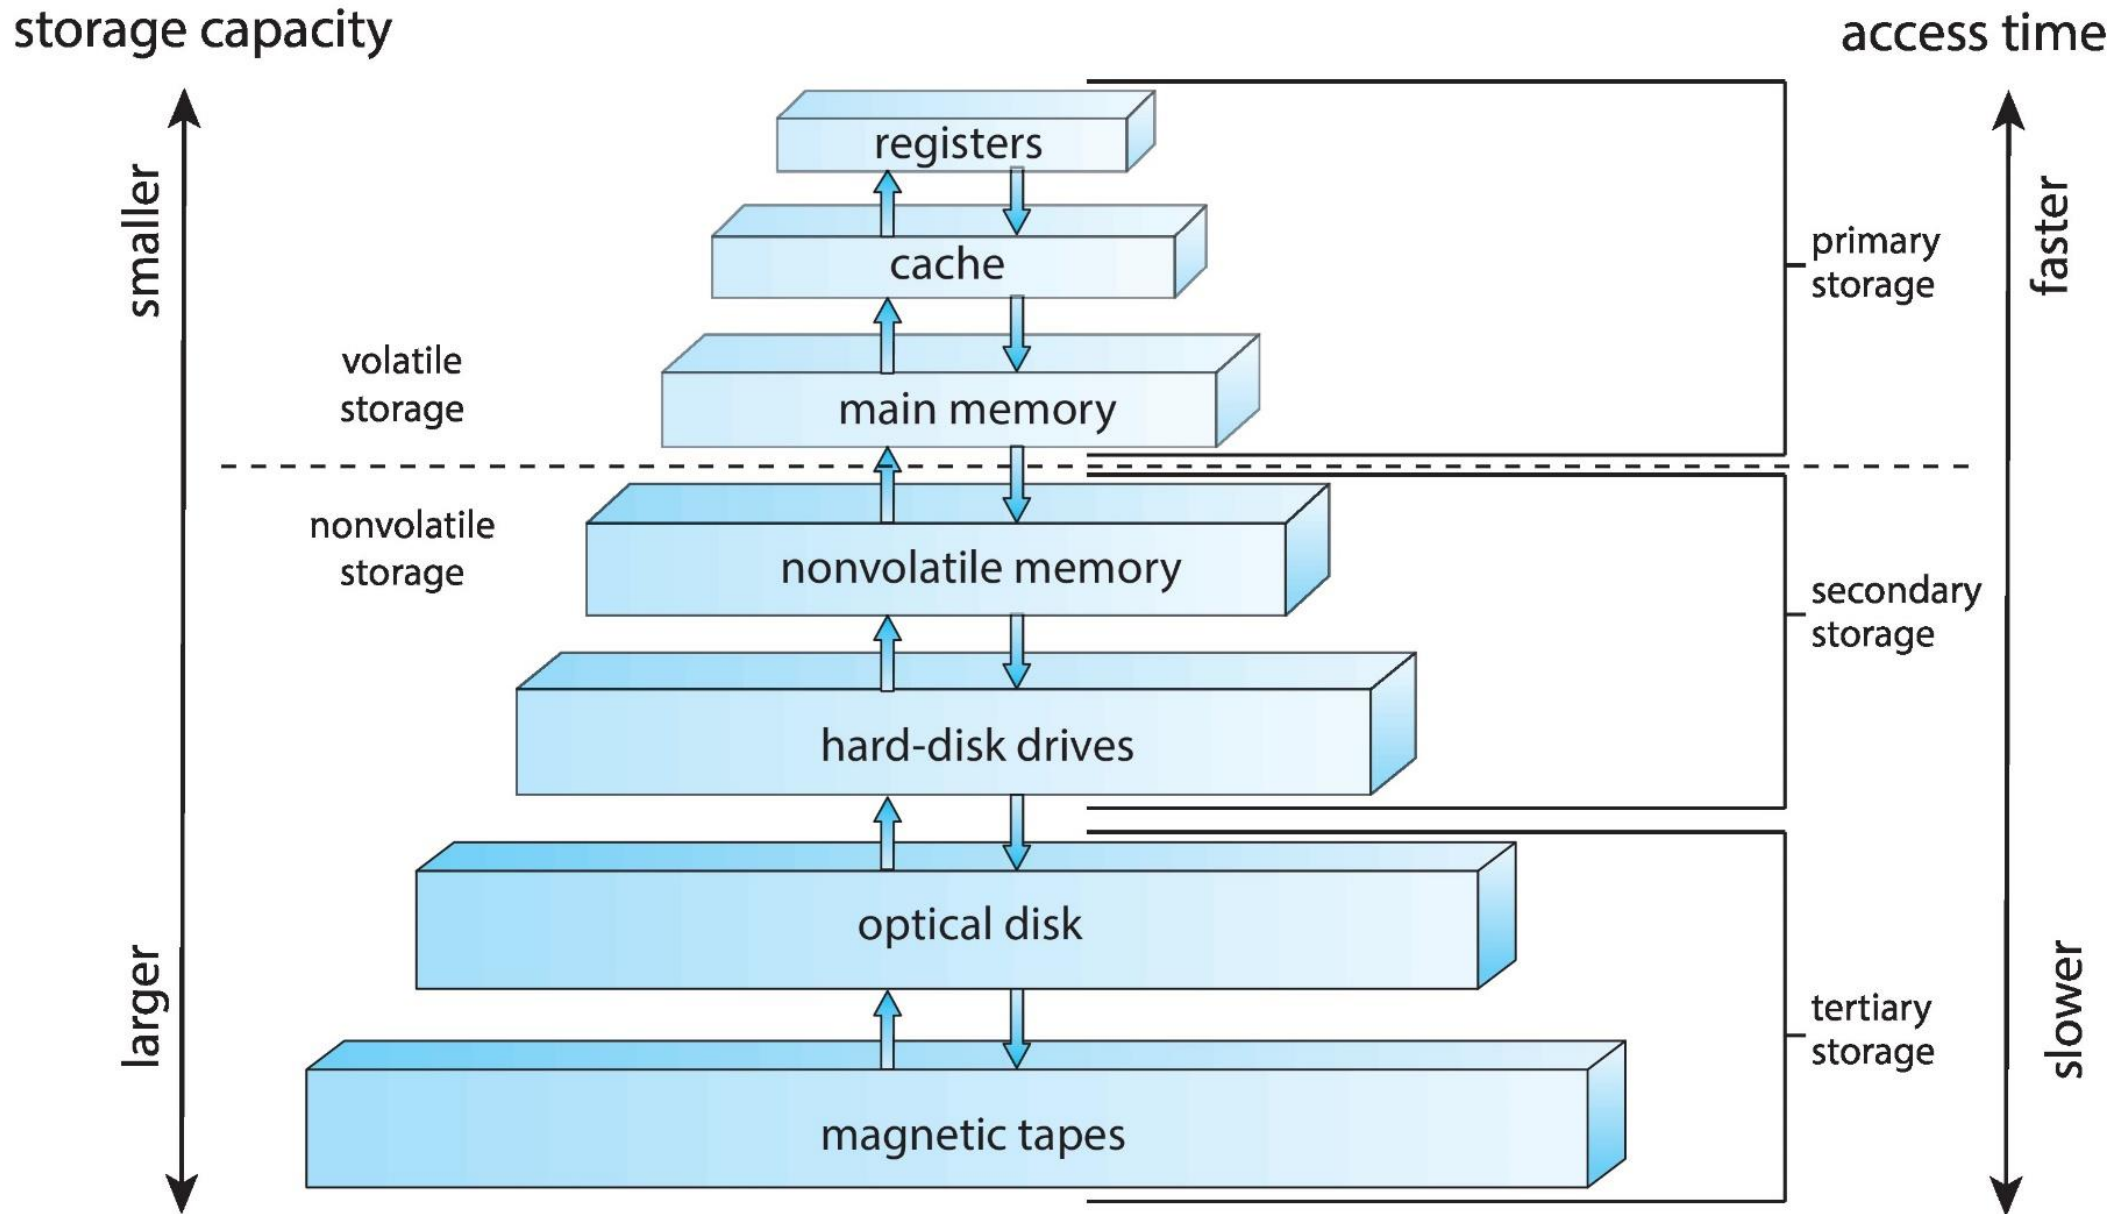 storage capacity
access time
smaller
larger
volatile
storage
nonvolatile
storage
registers
cache
main memory
nonvolatile memory
hard-disk drives
optical disk
magnetic tapes
primary
storage
secondary
storage
tertiary
storage
faster
slower